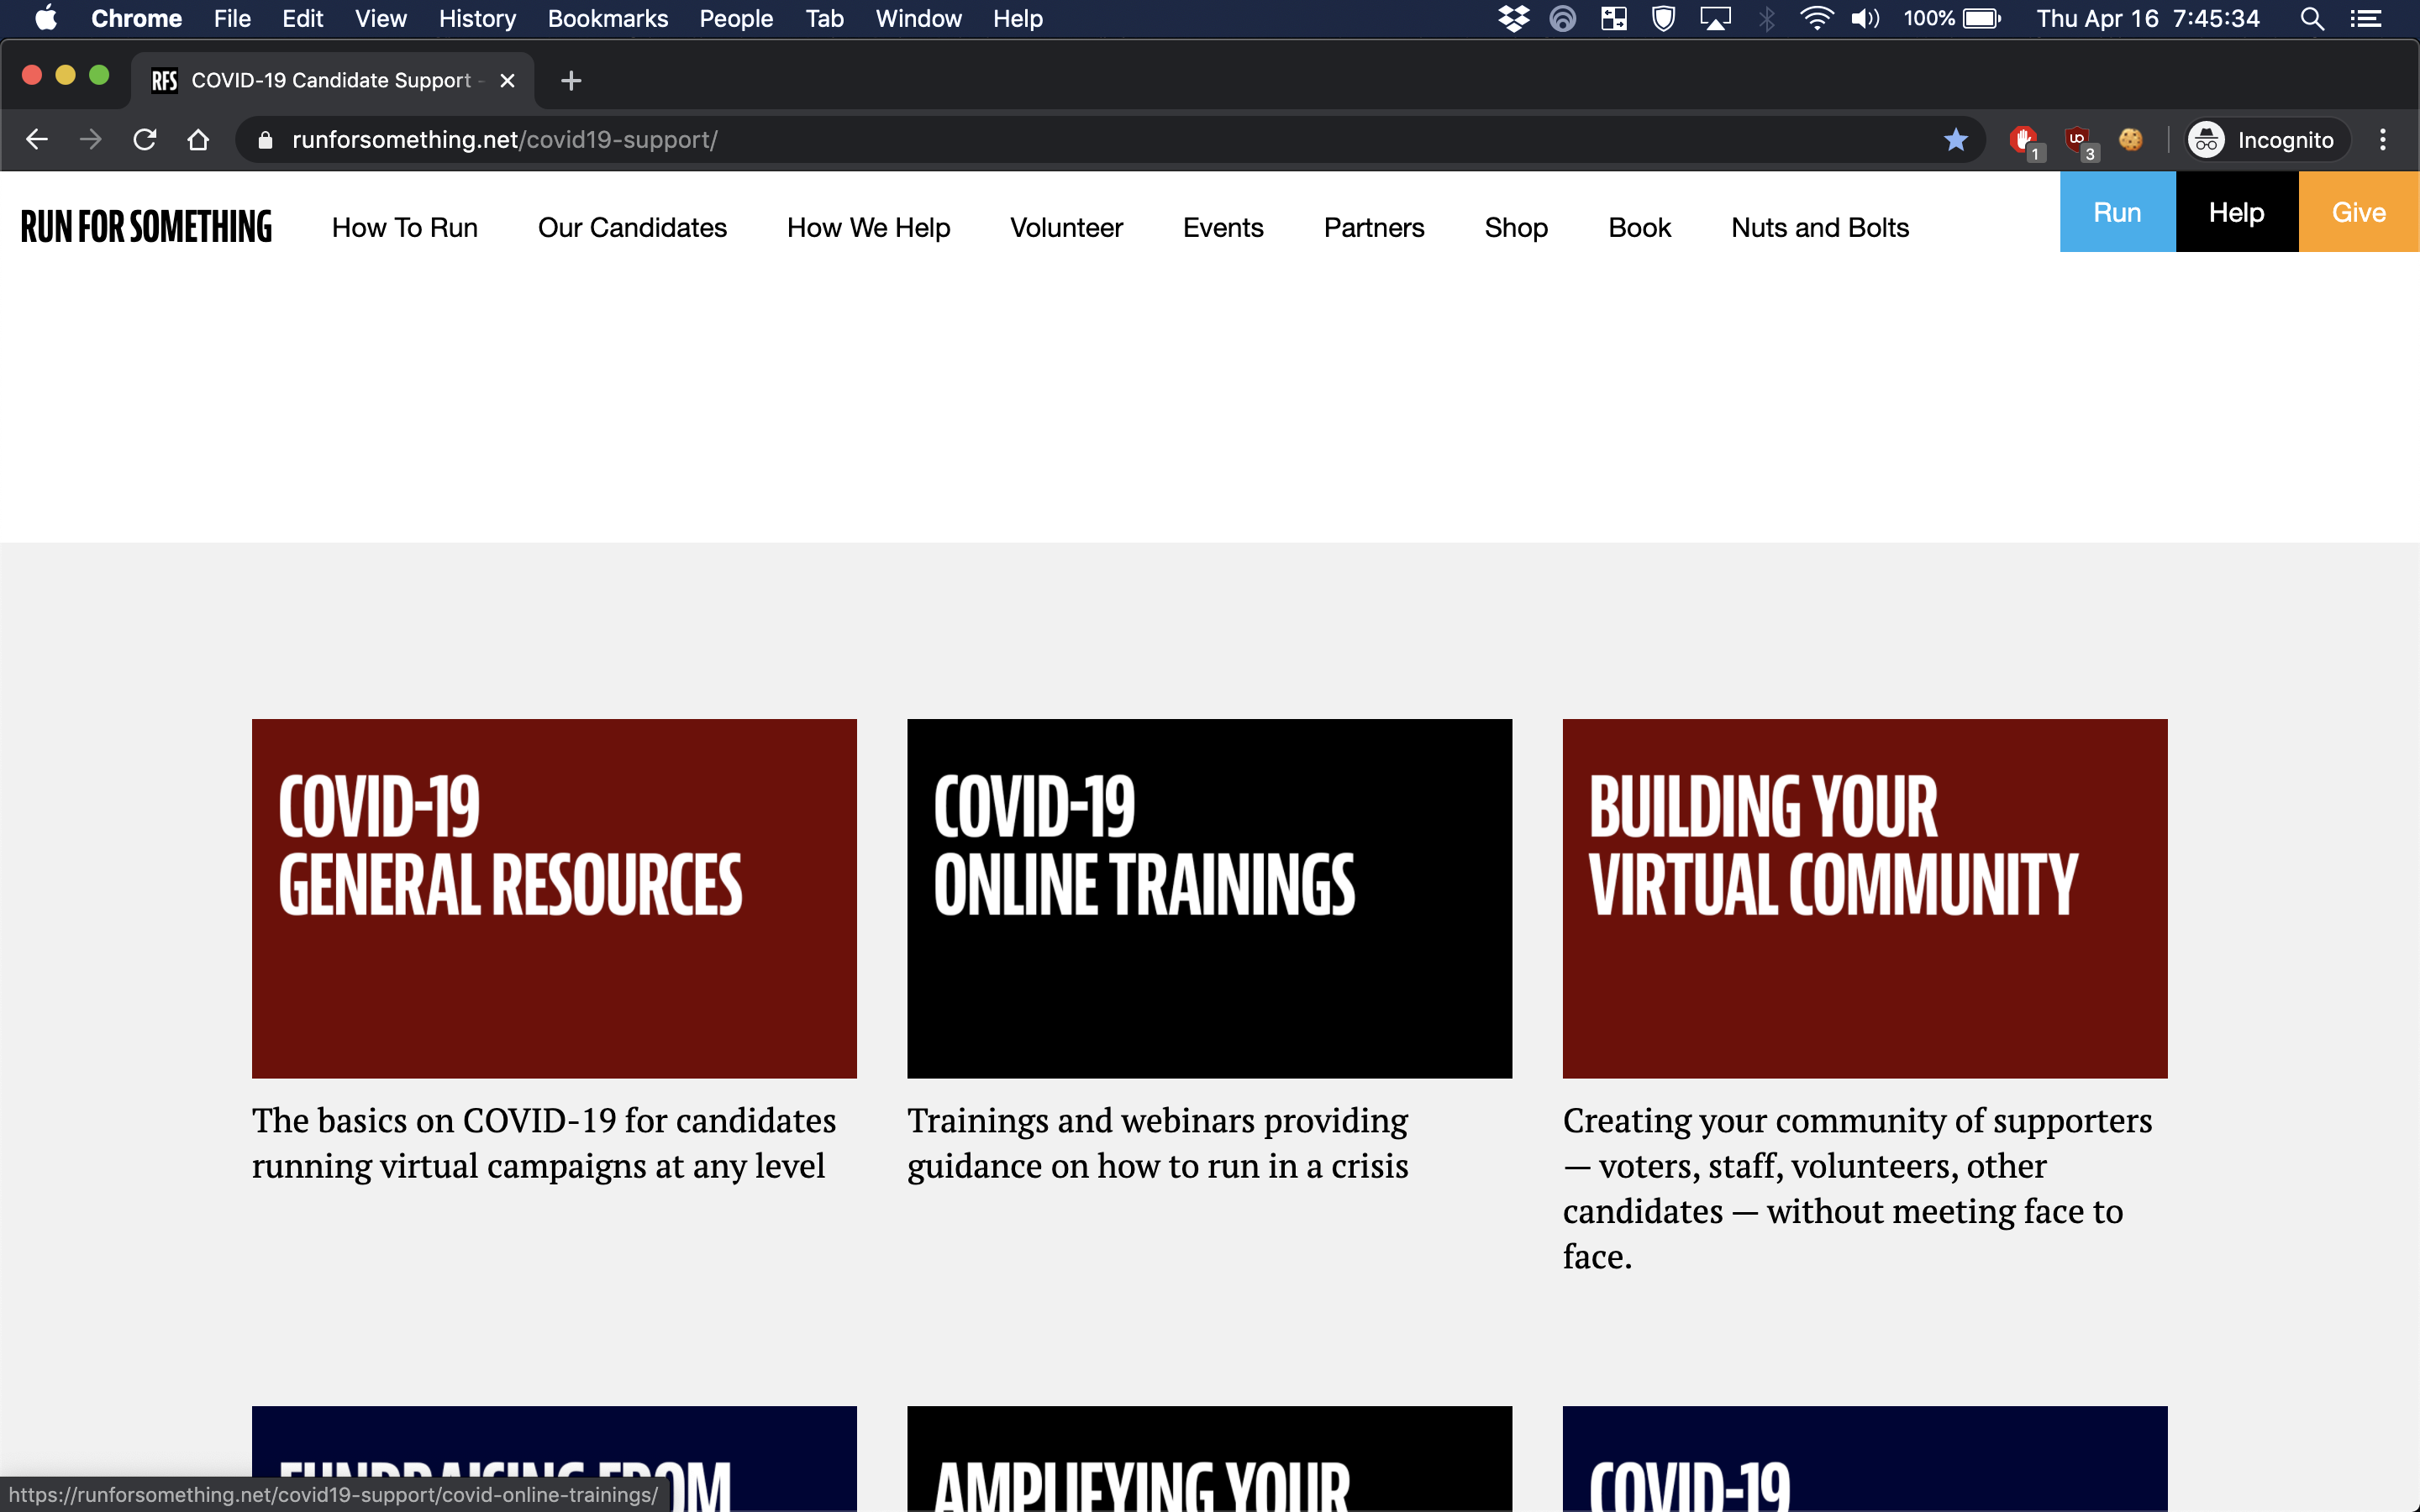 Chrome File Edit View History Bookmarks People Tab Window Help 100% Thu Apr 16 7:45:34
RFS COVID-19 Candidate Support -
runforsomething.net/covid19-support/ 1 3 Incognito
RUN FOR SOMETHING How To Run Our Candidates How We Help Volunteer Events Partners Shop Book Nuts and Bolts Run Help Give
COVID-19
GENERAL RESOURCES
The basics on COVID-19 for candidates
running virtual campaigns at any level
COVID-19
ONLINE TRAININGS
Trainings and webinars providing
guidance on how to run in a crisis
BUILDING YOUR
VIRTUAL COMMUNITY
Creating your community of supporters
— voters, staff, volunteers, other
candidates — without meeting face to
face.
FUNDRAISING FROM
AMPLIFYING YOUR
COVID-19
https://runforsomething.net/covid19-support/covid-online-trainings/